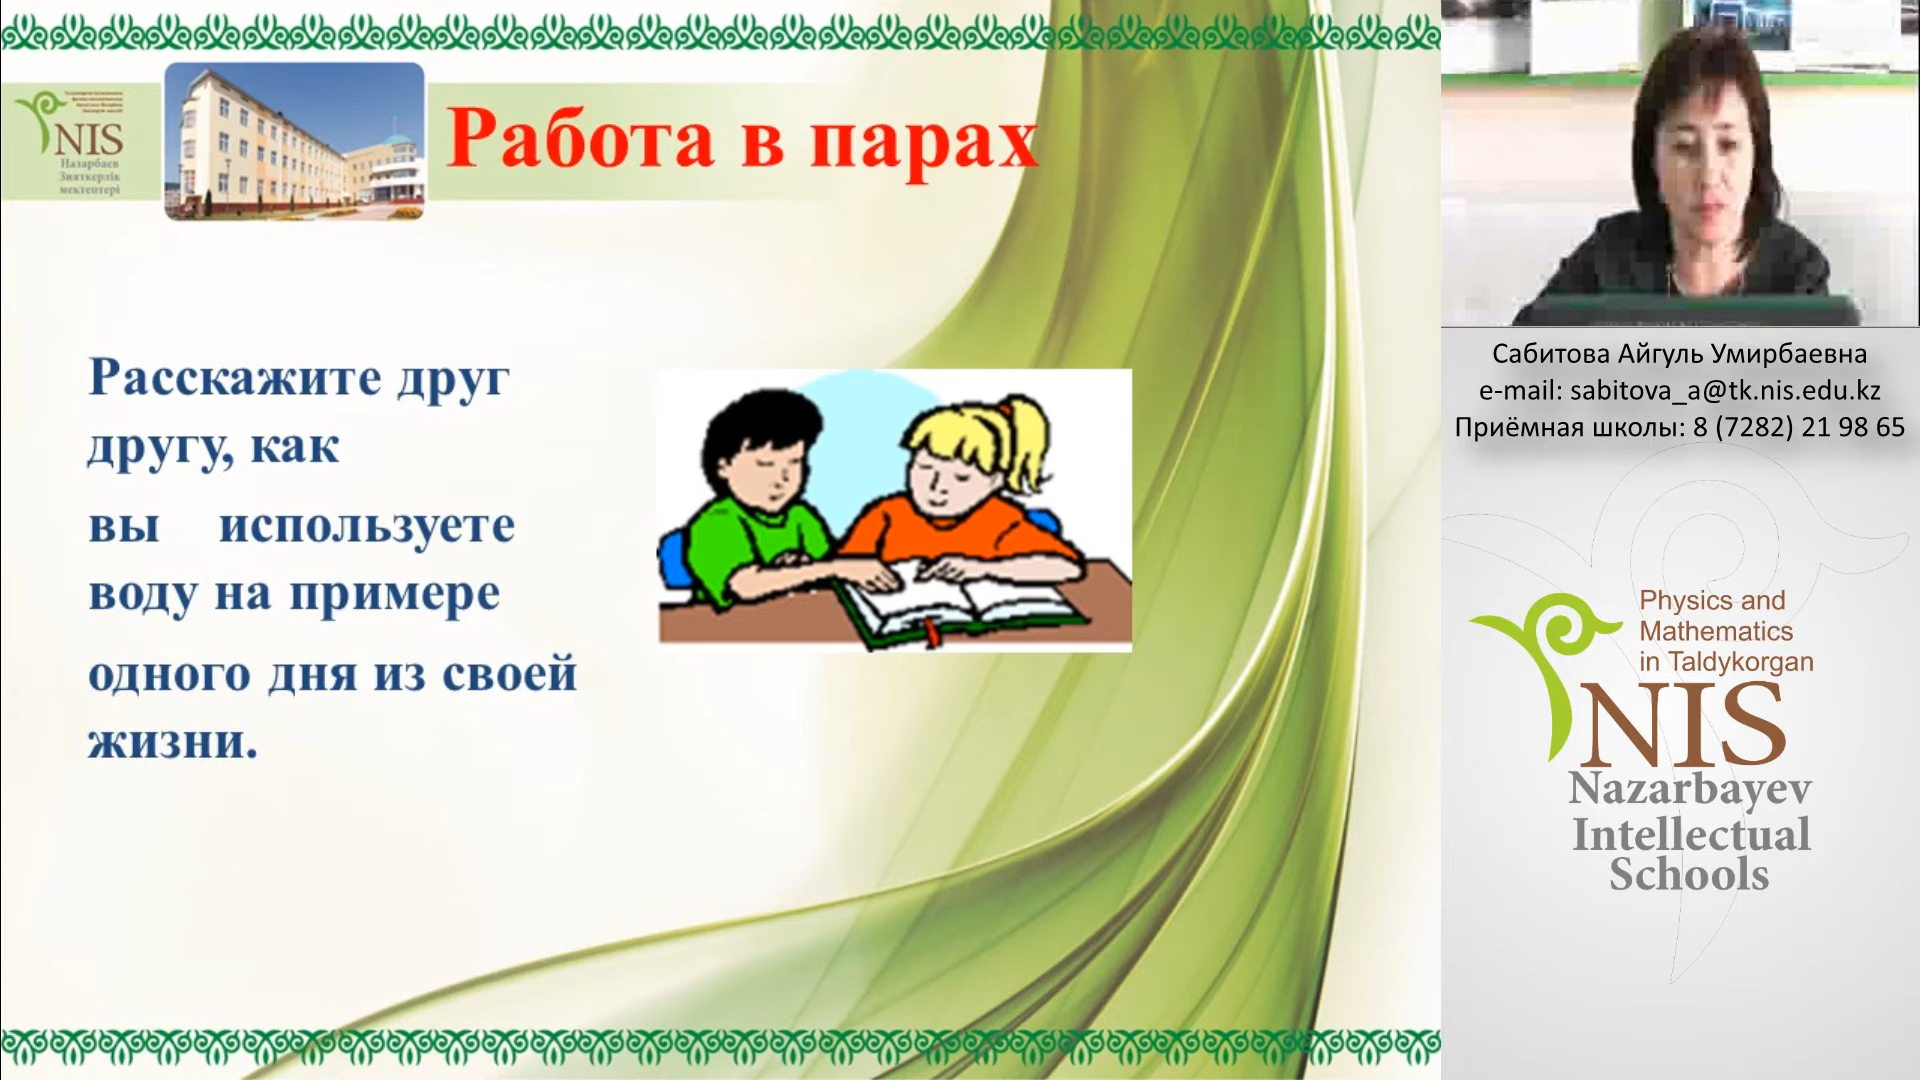 NIS
Назарбаев
Зияткерлік
мектептері
Работа в парах
Расскажите друг
другу, как
вы используете
воду на примере
одного дня из своей
жизни.
Сабитова Айгуль Умирбаевна
e-mail: sabitova_a@tk.nis.edu.kz
Приёмная школы: 8 (7282) 21 98 65
Physics and
Mathematics
in Taldykorgan
NIS
Nazarbayev
Intellectual
Schools